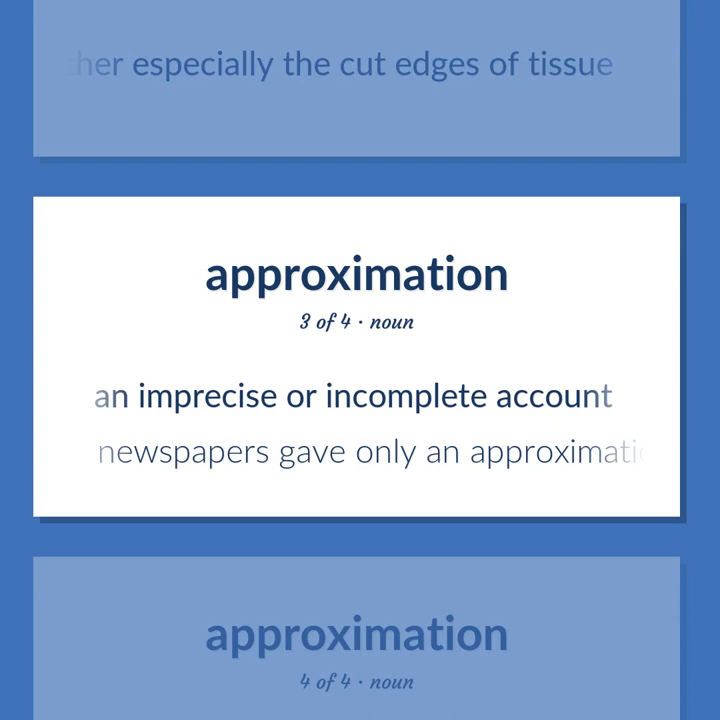 especially the cut edges of tissue
approximation
3 of 4 · noun
an imprecise or incomplete account
newspapers gave only an
approximation
4 of 4 · noun